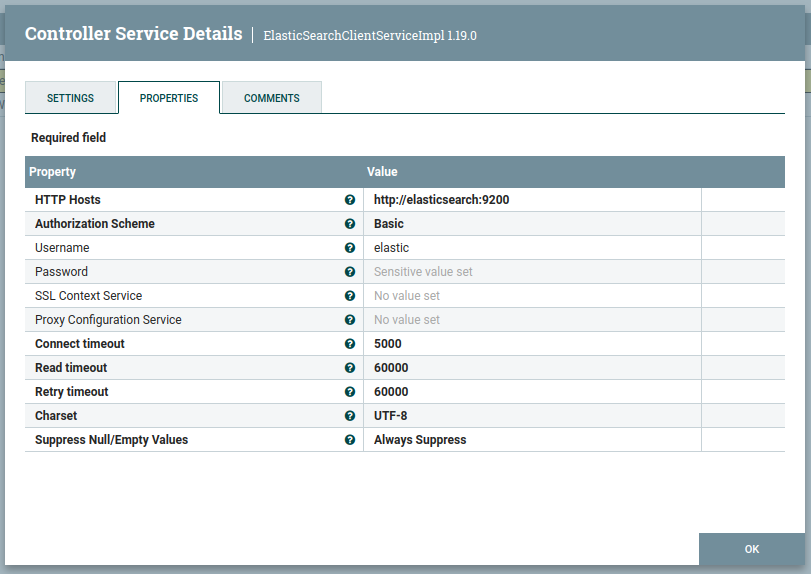 Controller Service Details | ElasticSearchClientServiceImpl 1.19.0
SETTINGS PROPERTIES COMMENTS
Required field
Property Value
HTTP Hosts ? http://elasticsearch:9200
Authorization Scheme ? Basic
Username ? elastic
Password ? Sensitive value set
SSL Context Service ? No value set
Proxy Configuration Service ? No value set
Connect timeout ? 5000
Read timeout ? 60000
Retry timeout ? 60000
Charset ? UTF-8
Suppress Null/Empty Values ? Always Suppress
OK